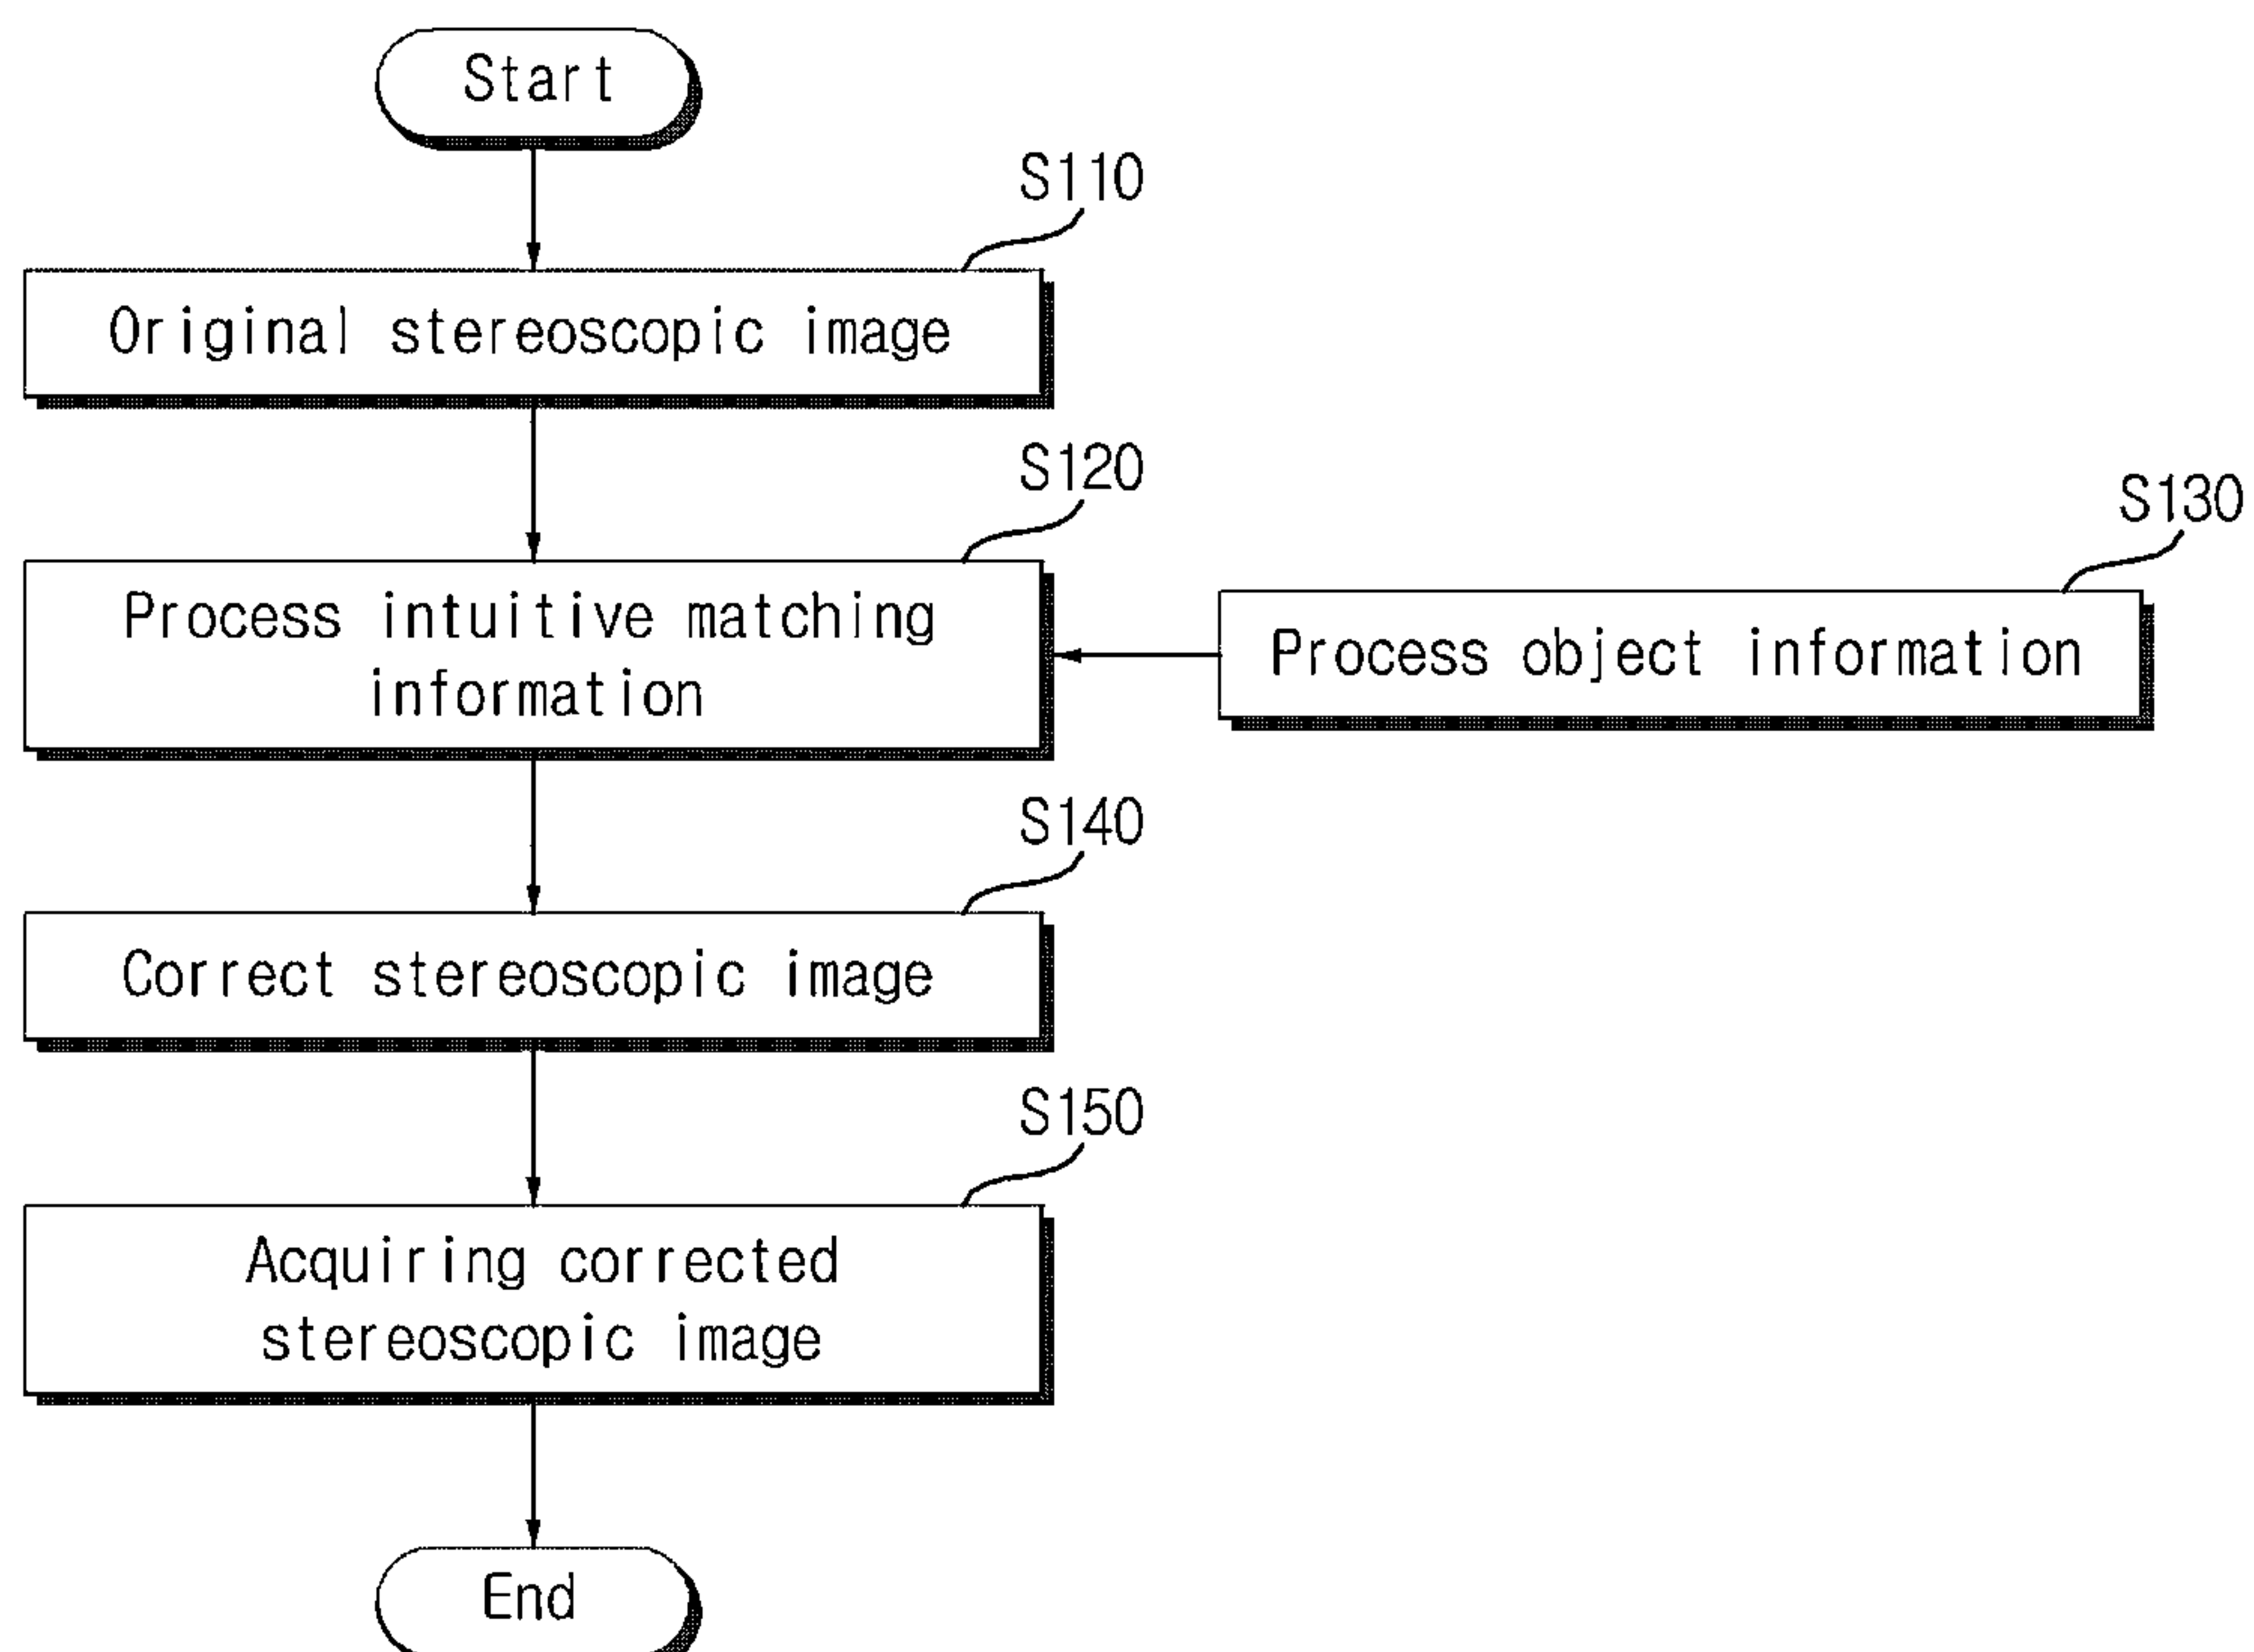 Start
S110
Original stereoscopic image
S120
Process intuitive matching
information
S130
Process object information
S140
Correct stereoscopic image
S150
Acquiring corrected
stereoscopic image
End